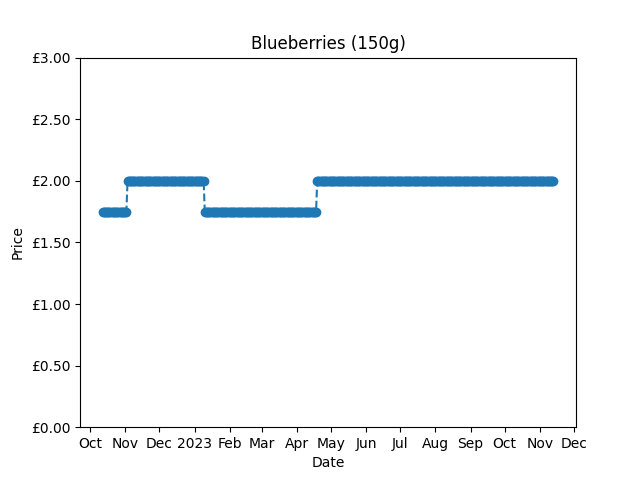 Blueberries (150g)
£3.00
£2.50
£2.00
£1.50
£1.00
£0.50
£0.00
Price
Oct Nov Dec 2023 Feb Mar Apr May Jun Jul Aug Sep Oct Nov Dec
Date